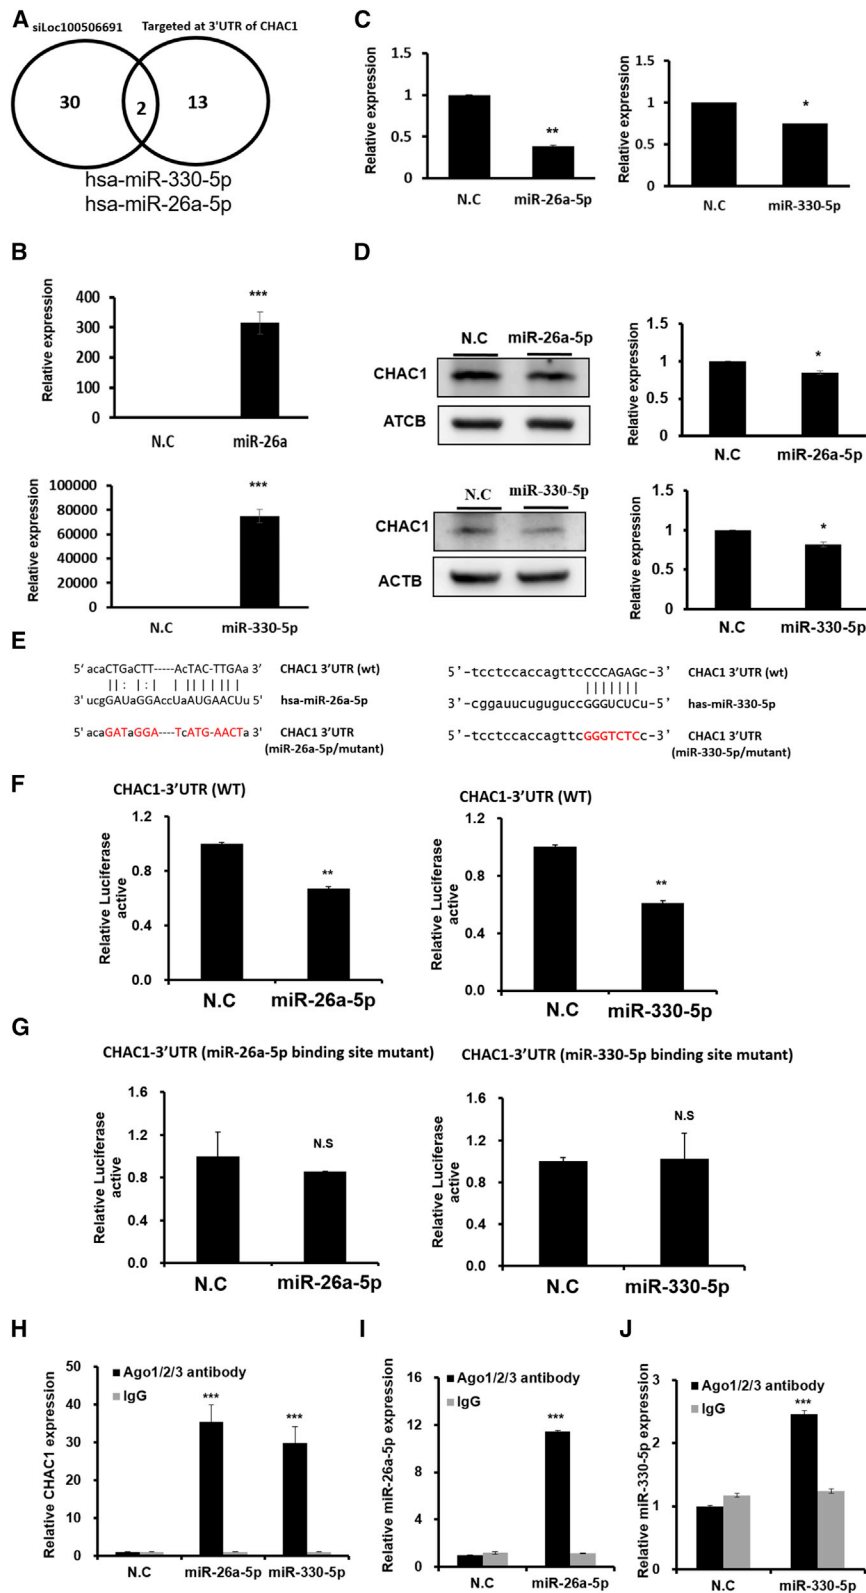 A
siLoc100506691
Targeted at 3'UTR of CHAC1
30
2
13
hsa-miR-330-5p
hsa-miR-26a-5p
C
Relative expression
1.5
1
0.5
0
**
N.C
miR-26a-5p
Relative expression
1.5
1
0.5
0
*
N.C
miR-330-5p
B
Relative expression
400
300
200
100
0
***
N.C
miR-26a
Relative expression
100000
80000
60000
40000
20000
0
***
N.C
miR-330-5p
D
N.C
miR-26a-5p
CHAC1
ATCB
Relative expression
1.5
1
0.5
0
*
N.C
miR-26a-5p
N.C
miR-330-5p
CHAC1
ACTB
Relative expression
1.5
1
0.5
0
*
N.C
miR-330-5p
E
5' acaCTGaCTT-----AcTAC-TTGAa 3' CHAC1 3'UTR (wt)
3' ucgGAUaGGAccUaAUGAACUu 5' hsa-miR-26a-5p
5' acaGATaGGA----TcATG-AACTa 3' CHAC1 3'UTR
(miR-26a-5p/mutant)
5'-tcctccaccagttcCCCAGAGc-3' CHAC1 3'UTR (wt)
3'-cggauucuguguccGGGUCUCu-5' has-miR-330-5p
5'-tcctccaccagttcGGGTCTCc-3' CHAC1 3'UTR
(miR-330-5p/mutant)
F
CHAC1-3'UTR (WT)
Relative Luciferase
active
1.2
0.8
0.4
0.0
**
N.C
miR-26a-5p
CHAC1-3'UTR (WT)
Relative Luciferase
active
1.2
0.8
0.4
0.0
**
N.C
miR-330-5p
G
CHAC1-3'UTR (miR-26a-5p binding site mutant)
Relative Luciferase
active
1.6
1.2
0.8
0.4
0.0
N.S
N.C
miR-26a-5p
CHAC1-3'UTR (miR-330-5p binding site mutant)
Relative Luciferase
active
1.6
1.2
0.8
0.4
0.0
N.S
N.C
miR-330-5p
H
Relative CHAC1 expression
50
40
30
20
10
0
Ago1/2/3 antibody
IgG
***
***
N.C
miR-26a-5p
miR-330-5p
I
Relative miR-26a-5p expression
16
12
8
4
0
Ago1/2/3 antibody
IgG
***
N.C
miR-26a-5p
J
Relative miR-330-5p expression
3
2
1
0
Ago1/2/3 antibody
IgG
***
N.C
miR-330-5p